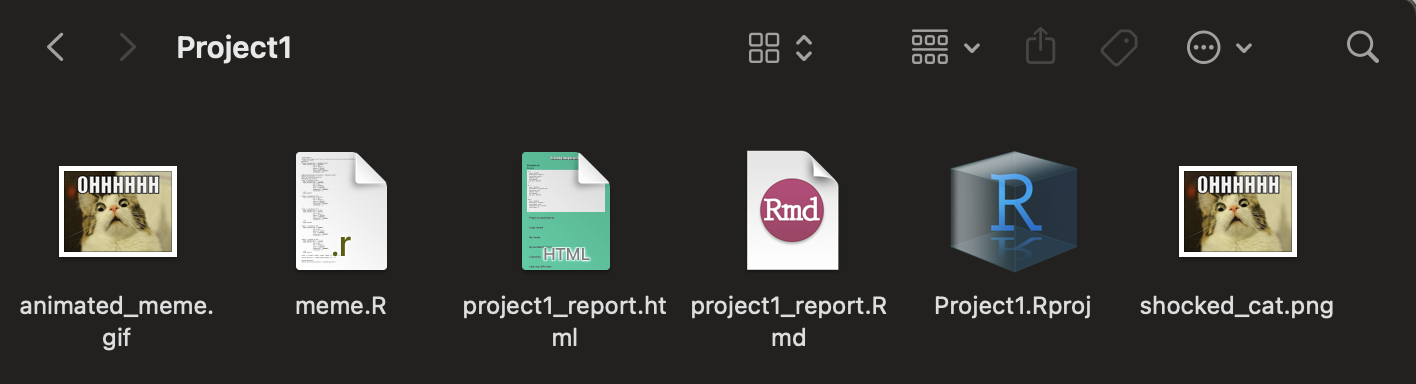 Project1
OHHHHHH
.r
HTML
Rmd
R
OHHHHHH
animated_meme.
gif
meme.R
project1_report.ht
ml
project1_report.R
md
Project1.Rproj
shocked_cat.png